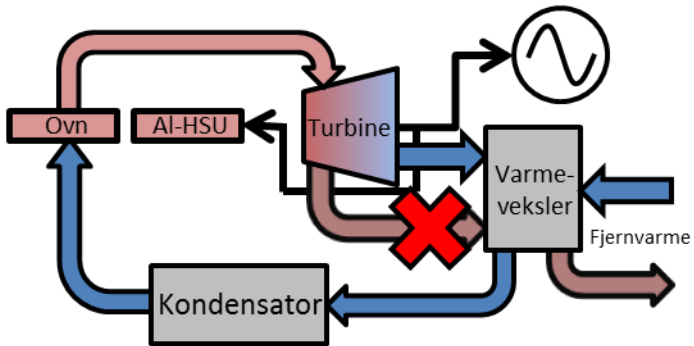 Ovn
Al-HSU
Turbine
Varme-
veksler
Fjernvarme
Kondensator